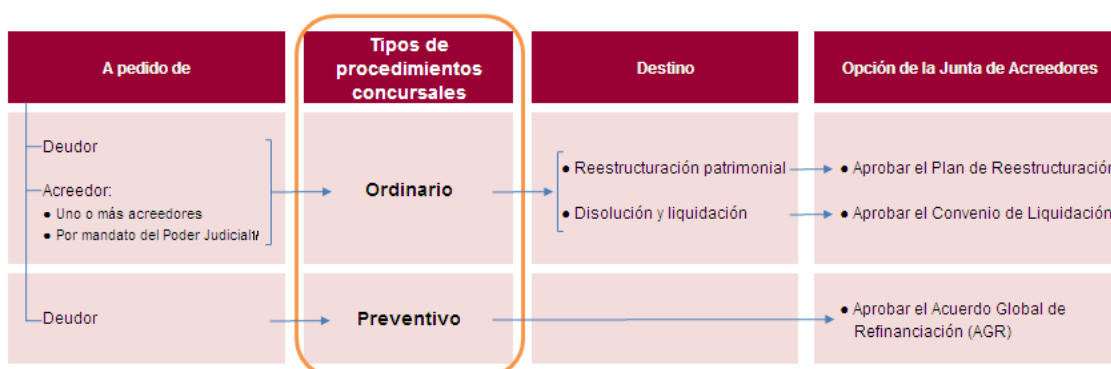 A pedido de
Tipos de
procedimientos
concursales
Destino
Opción de la Junta de Acreedores
Deudor
Acreedor:
● Uno o más acreedores
● Por mandato del Poder Judicial1/
Ordinario
● Reestructuración patrimonial
● Disolución y liquidación
● Aprobar el Plan de Reestructuración
● Aprobar el Convenio de Liquidación
Deudor
Preventivo
● Aprobar el Acuerdo Global de
Refinanciación (AGR)